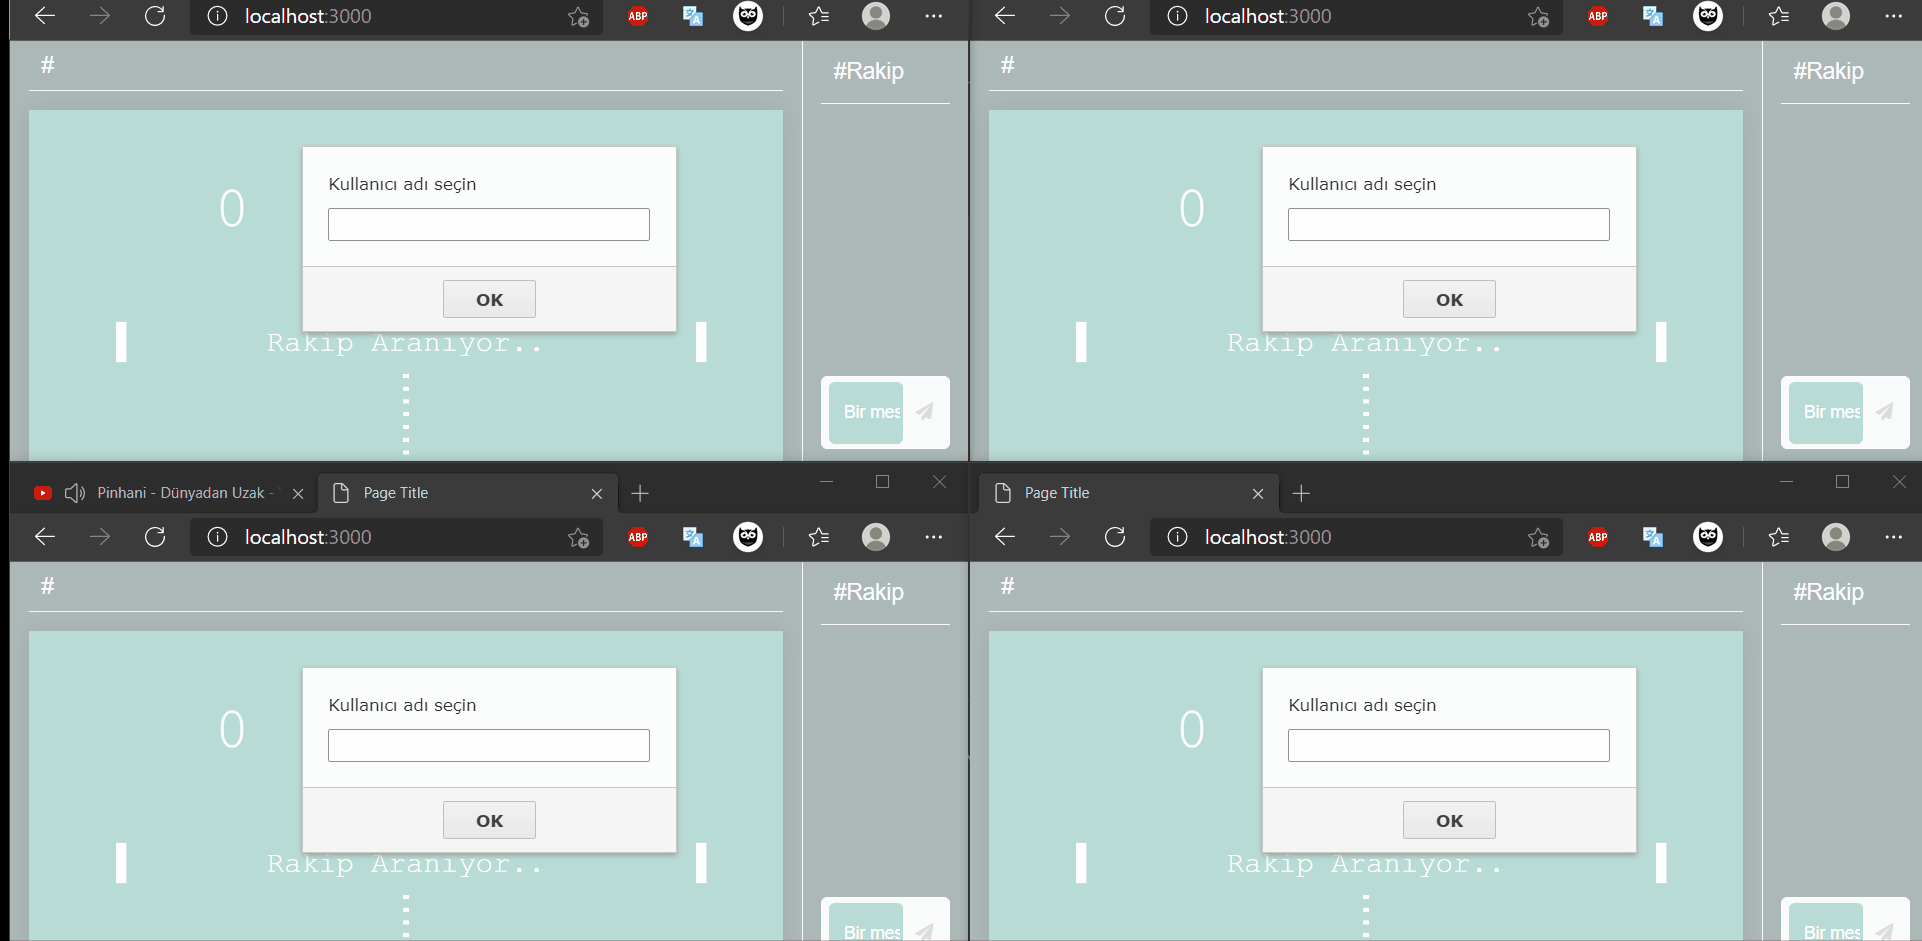 localhost:3000
ABP
#
#Rakip
0
Kullanıcı adı seçin
OK
Rakip Aranıyor..
Bir mes
localhost:3000
ABP
#
#Rakip
0
Kullanıcı adı seçin
OK
Rakip Aranıyor..
Bir mes
Pinhani - Dünyadan Uzak -
Page Title
localhost:3000
ABP
#
#Rakip
0
Kullanıcı adı seçin
OK
Rakip Aranıyor..
Bir mes
Page Title
localhost:3000
ABP
#
#Rakip
0
Kullanıcı adı seçin
OK
Rakip Aranıyor..
Bir mes